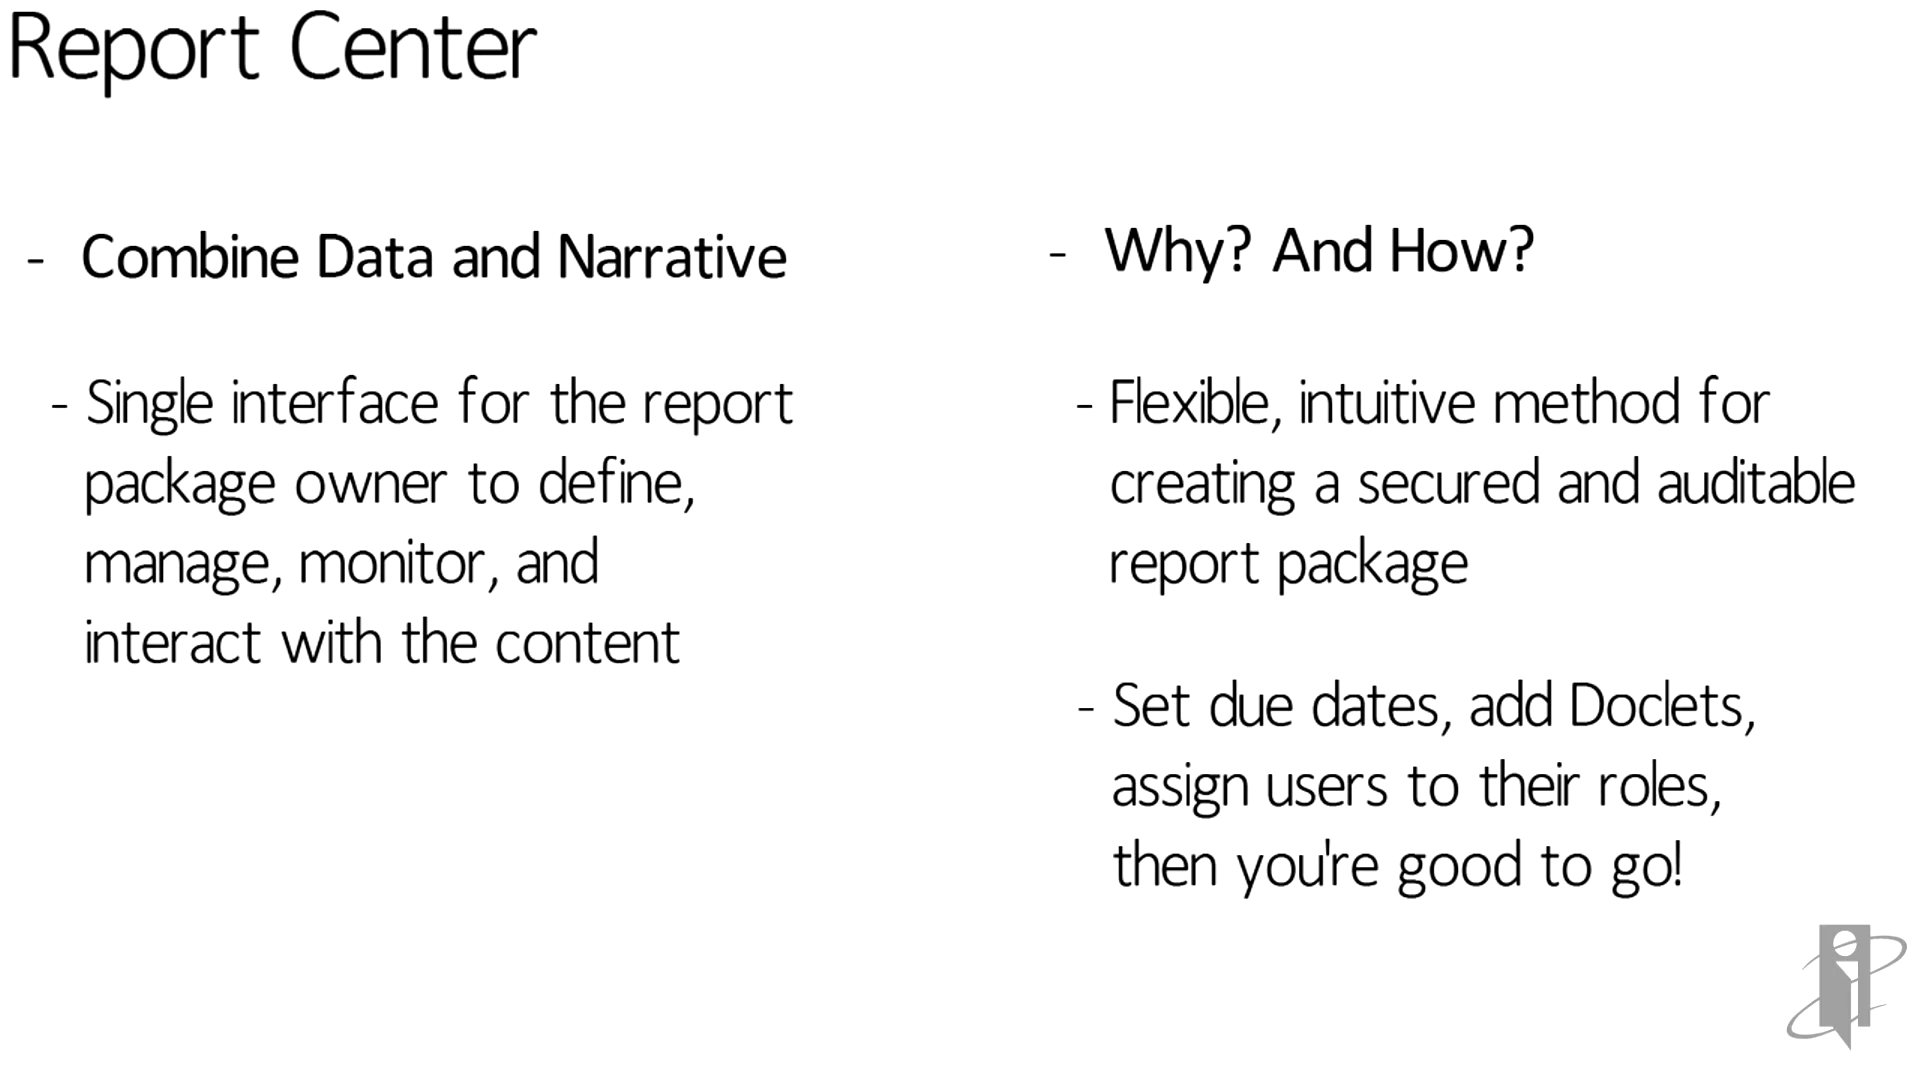 Report Center
- Combine Data and Narrative
- Single interface for the report
package owner to define,
manage, monitor, and
interact with the content
- Why? And How?
- Flexible, intuitive method for
creating a secured and auditable
report package
- Set due dates, add Doclets,
assign users to their roles,
then you're good to go!